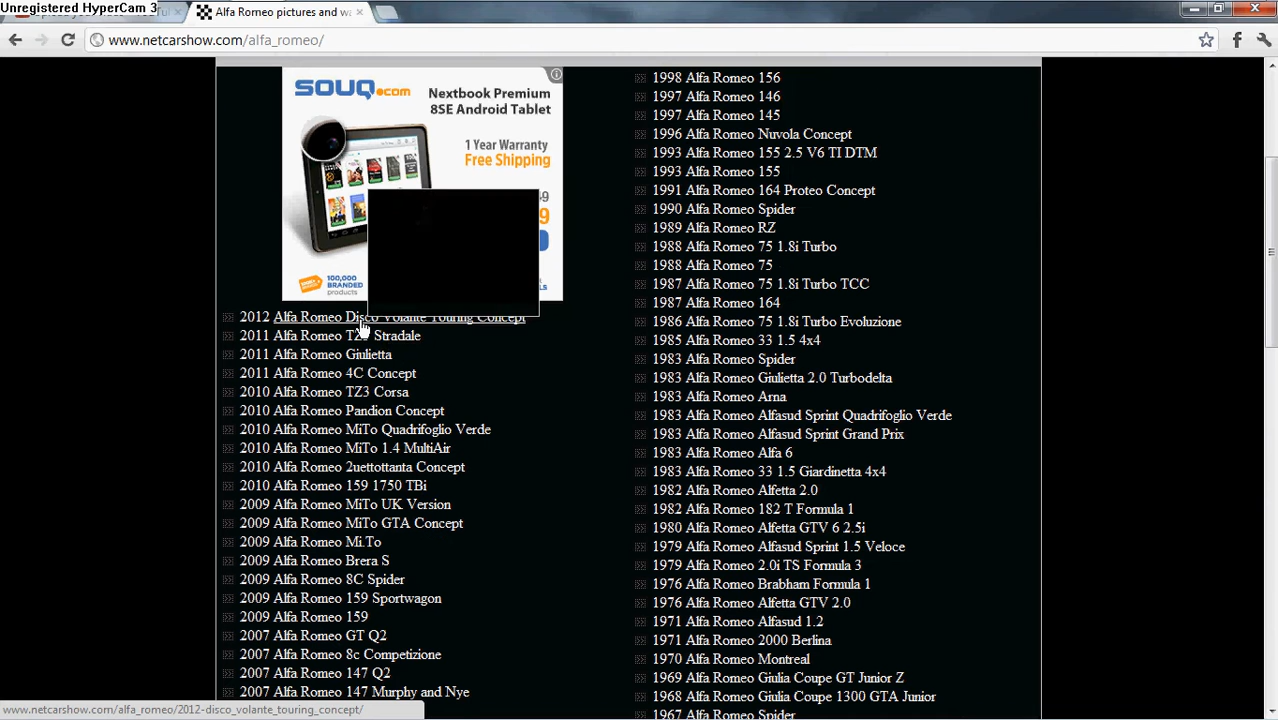 Unregistered HyperCam 3
Alfa Romeo pictures and wa
www.netcarshow.com/alfa_romeo/
SOUQ.com
Nextbook Premium
8SE Android Tablet
1 Year Warranty
Free Shipping
100,000
BRANDED
products
2012 Alfa Romeo Disco Volante Touring Concept
2011 Alfa Romeo TZ3 Stradale
2011 Alfa Romeo Giulietta
2011 Alfa Romeo 4C Concept
2010 Alfa Romeo TZ3 Corsa
2010 Alfa Romeo Pandion Concept
2010 Alfa Romeo MiTo Quadrifoglio Verde
2010 Alfa Romeo MiTo 1.4 MultiAir
2010 Alfa Romeo 2uettottanta Concept
2010 Alfa Romeo 159 1750 TBi
2009 Alfa Romeo MiTo UK Version
2009 Alfa Romeo MiTo GTA Concept
2009 Alfa Romeo Mi.To
2009 Alfa Romeo Brera S
2009 Alfa Romeo 8C Spider
2009 Alfa Romeo 159 Sportwagon
2009 Alfa Romeo 159
2007 Alfa Romeo GT Q2
2007 Alfa Romeo 8c Competizione
2007 Alfa Romeo 147 Q2
2007 Alfa Romeo 147 Murphy and Nye
1998 Alfa Romeo 156
1997 Alfa Romeo 146
1997 Alfa Romeo 145
1996 Alfa Romeo Nuvola Concept
1993 Alfa Romeo 155 2.5 V6 TI DTM
1993 Alfa Romeo 155
1991 Alfa Romeo 164 Proteo Concept
1990 Alfa Romeo Spider
1989 Alfa Romeo RZ
1988 Alfa Romeo 75 1.8i Turbo
1988 Alfa Romeo 75
1987 Alfa Romeo 75 1.8i Turbo TCC
1987 Alfa Romeo 164
1986 Alfa Romeo 75 1.8i Turbo Evoluzione
1985 Alfa Romeo 33 1.5 4x4
1983 Alfa Romeo Spider
1983 Alfa Romeo Giulietta 2.0 Turbodelta
1983 Alfa Romeo Arna
1983 Alfa Romeo Alfasud Sprint Quadrifoglio Verde
1983 Alfa Romeo Alfasud Sprint Grand Prix
1983 Alfa Romeo Alfa 6
1983 Alfa Romeo 33 1.5 Giardinetta 4x4
1982 Alfa Romeo Alfetta 2.0
1982 Alfa Romeo 182 T Formula 1
1980 Alfa Romeo Alfetta GTV 6 2.5i
1979 Alfa Romeo Alfasud Sprint 1.5 Veloce
1979 Alfa Romeo 2.0i TS Formula 3
1976 Alfa Romeo Brabham Formula 1
1976 Alfa Romeo Alfetta GTV 2.0
1971 Alfa Romeo Alfasud 1.2
1971 Alfa Romeo 2000 Berlina
1970 Alfa Romeo Montreal
1969 Alfa Romeo Giulia Coupe GT Junior Z
1968 Alfa Romeo Giulia Coupe 1300 GTA Junior
1967 Alfa Romeo Spider
www.netcarshow.com/alfa_romeo/2012-disco_volante_touring_concept/